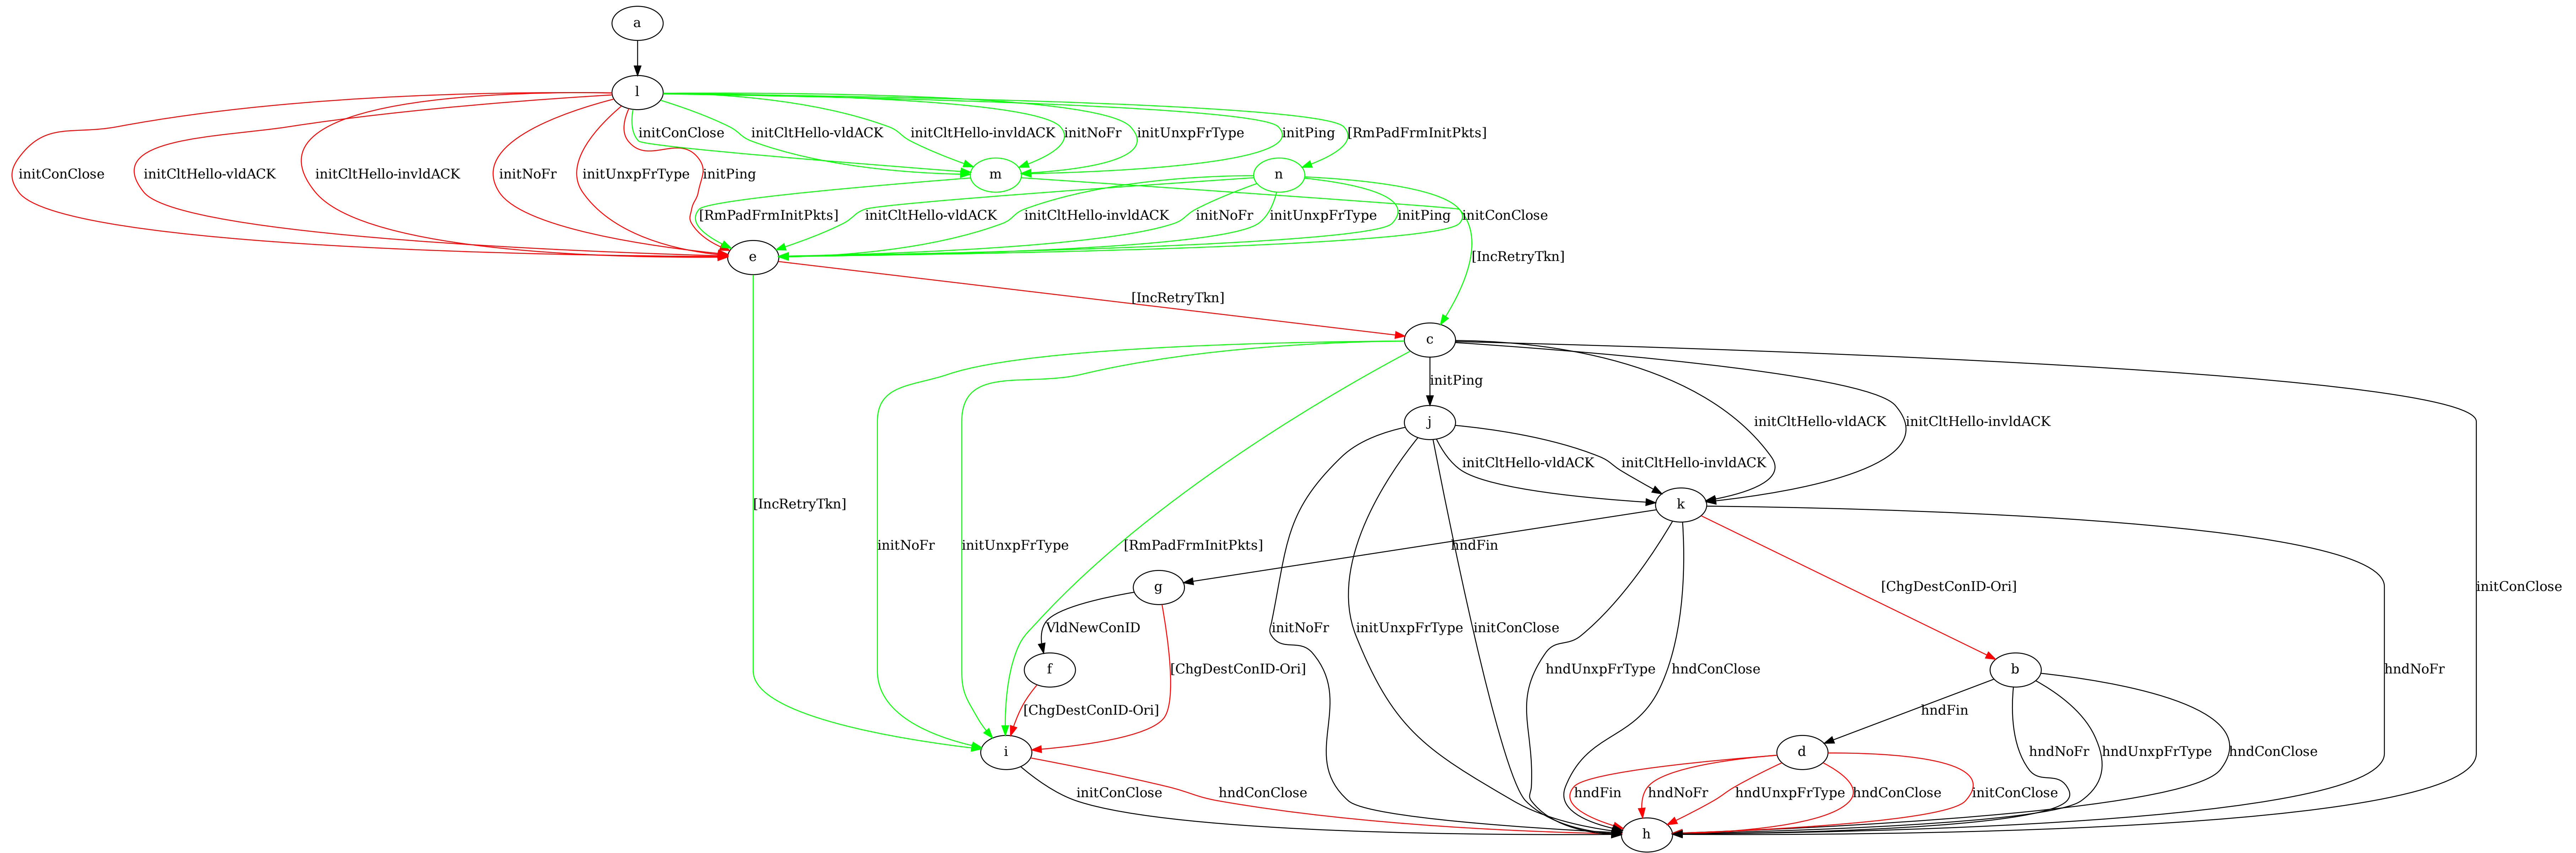 a
l
initConClose
initCltHello-vldACK
initCltHello-invldACK
initNoFr
initUnxpFrType
initPing
[RmPadFrmInitPkts]
initConClose
initCltHello-vldACK
initCltHello-invldACK
initNoFr
initUnxpFrType
initPing
m
n
[RmPadFrmInitPkts]
initCltHello-vldACK
initCltHello-invldACK
initNoFr
initUnxpFrType
initPing
initConClose
e
[IncRetryTkn]
[IncRetryTkn]
c
initPing
j
initCltHello-vldACK
initCltHello-invldACK
initCltHello-vldACK
initCltHello-invldACK
[IncRetryTkn]
k
initNoFr
initUnxpFrType
[RmPadFrmInitPkts]
hndFin
g
[ChgDestConID-Ori]
initConClose
VldNewConID
initNoFr
initUnxpFrType
initConClose
f
[ChgDestConID-Ori]
hndUnxpFrType
hndConClose
b
hndNoFr
[ChgDestConID-Ori]
hndFin
i
d
hndNoFr
hndUnxpFrType
hndConClose
initConClose
hndConClose
hndFin
hndNoFr
hndUnxpFrType
hndConClose
initConClose
h